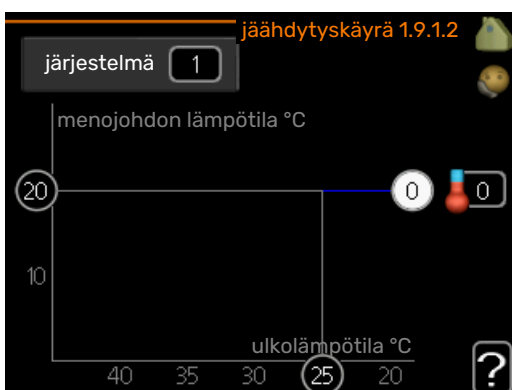 jäähdytyskäyrä 1.9.1.2
järjestelmä 1
menojohdon lämpötila °C
20 0 0
10
ulkolämpötila °C
40 35 30 25 20 ?